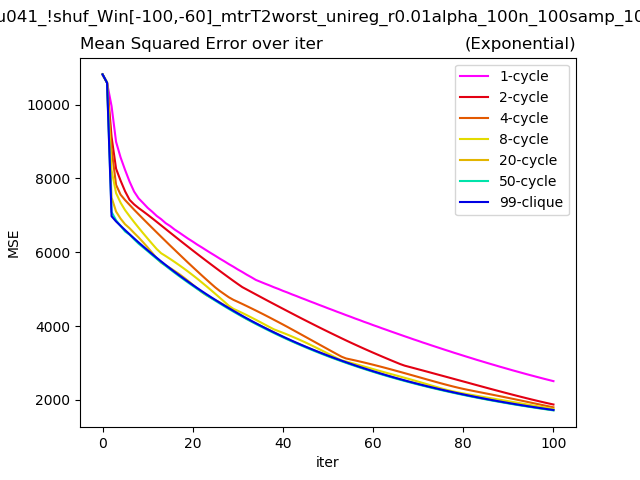 u041_!shuf_Win[-100,-60]_mtrT2worst_unireg_r0.01alpha_100n_100samp_10
Mean Squared Error over iter (Exponential)
1-cycle
2-cycle
4-cycle
8-cycle
20-cycle
50-cycle
99-clique
10000
8000
6000
4000
2000
MSE
0 20 40 60 80 100
iter